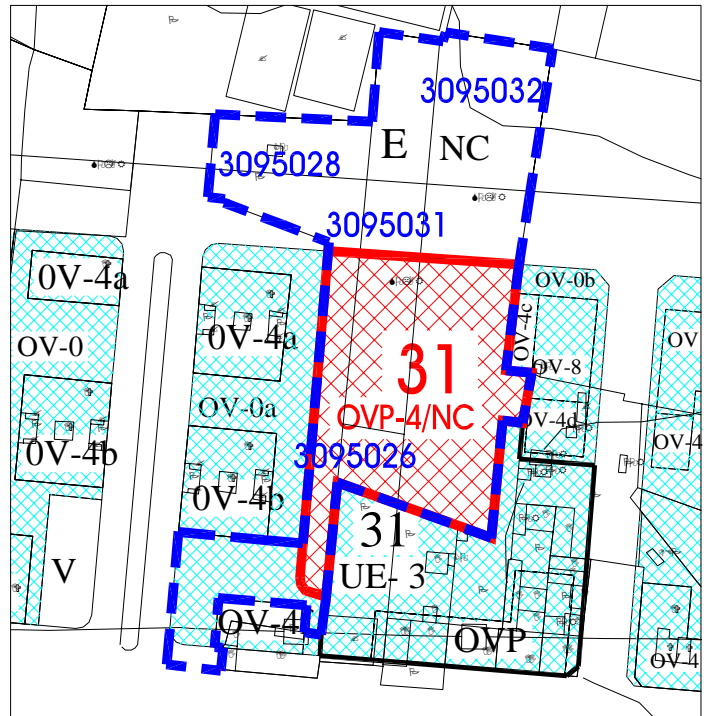 3095032
E NC
3095028
3095031
0V-4a
OV-0b
OV-4c
31
OVP-4/NC
OV-0
0V-4a
OV
OV-8
OV-0a
OV-4d
OV-4
0V-4b
3095026
0V-4b
31
UE- 3
V
OV-4
OVP
OV-4